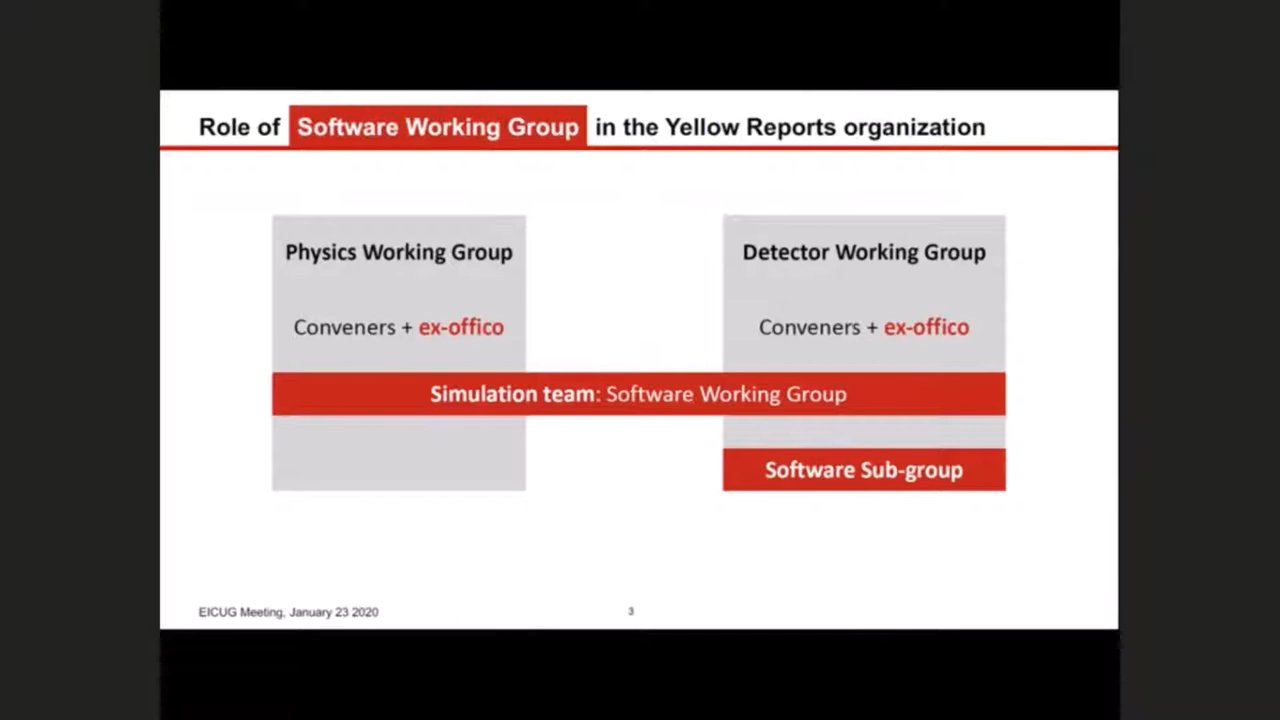 Role of Software Working Group in the Yellow Reports organization
Physics Working Group
Detector Working Group
Conveners + ex-offico
Conveners + ex-offico
Simulation team: Software Working Group
Software Sub-group
EICUG Meeting, January 23 2020
3